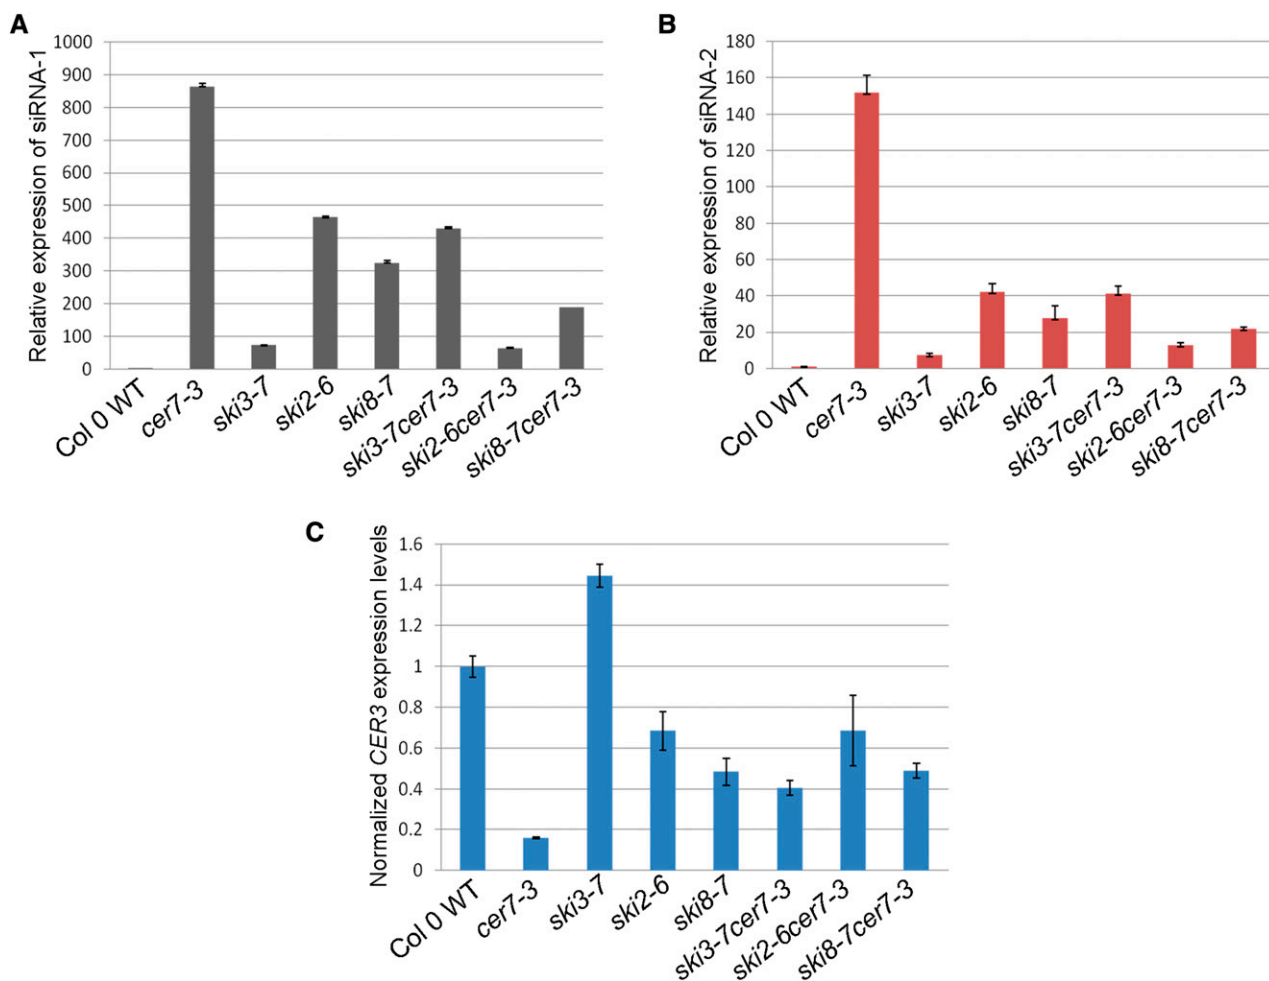 A
Relative expression of siRNA-1
1000
900
800
700
600
500
400
300
200
100
0
Col 0 WT
cer7-3
ski3-7
ski2-6
ski8-7
ski3-7cer7-3
ski2-6cer7-3
ski8-7cer7-3
B
Relative expression of siRNA-2
180
160
140
120
100
80
60
40
20
0
Col 0 WT
cer7-3
ski3-7
ski2-6
ski8-7
ski3-7cer7-3
ski2-6cer7-3
ski8-7cer7-3
C
Normalized CER3 expression levels
1.6
1.4
1.2
1
0.8
0.6
0.4
0.2
0
Col 0 WT
cer7-3
ski3-7
ski2-6
ski8-7
ski3-7cer7-3
ski2-6cer7-3
ski8-7cer7-3